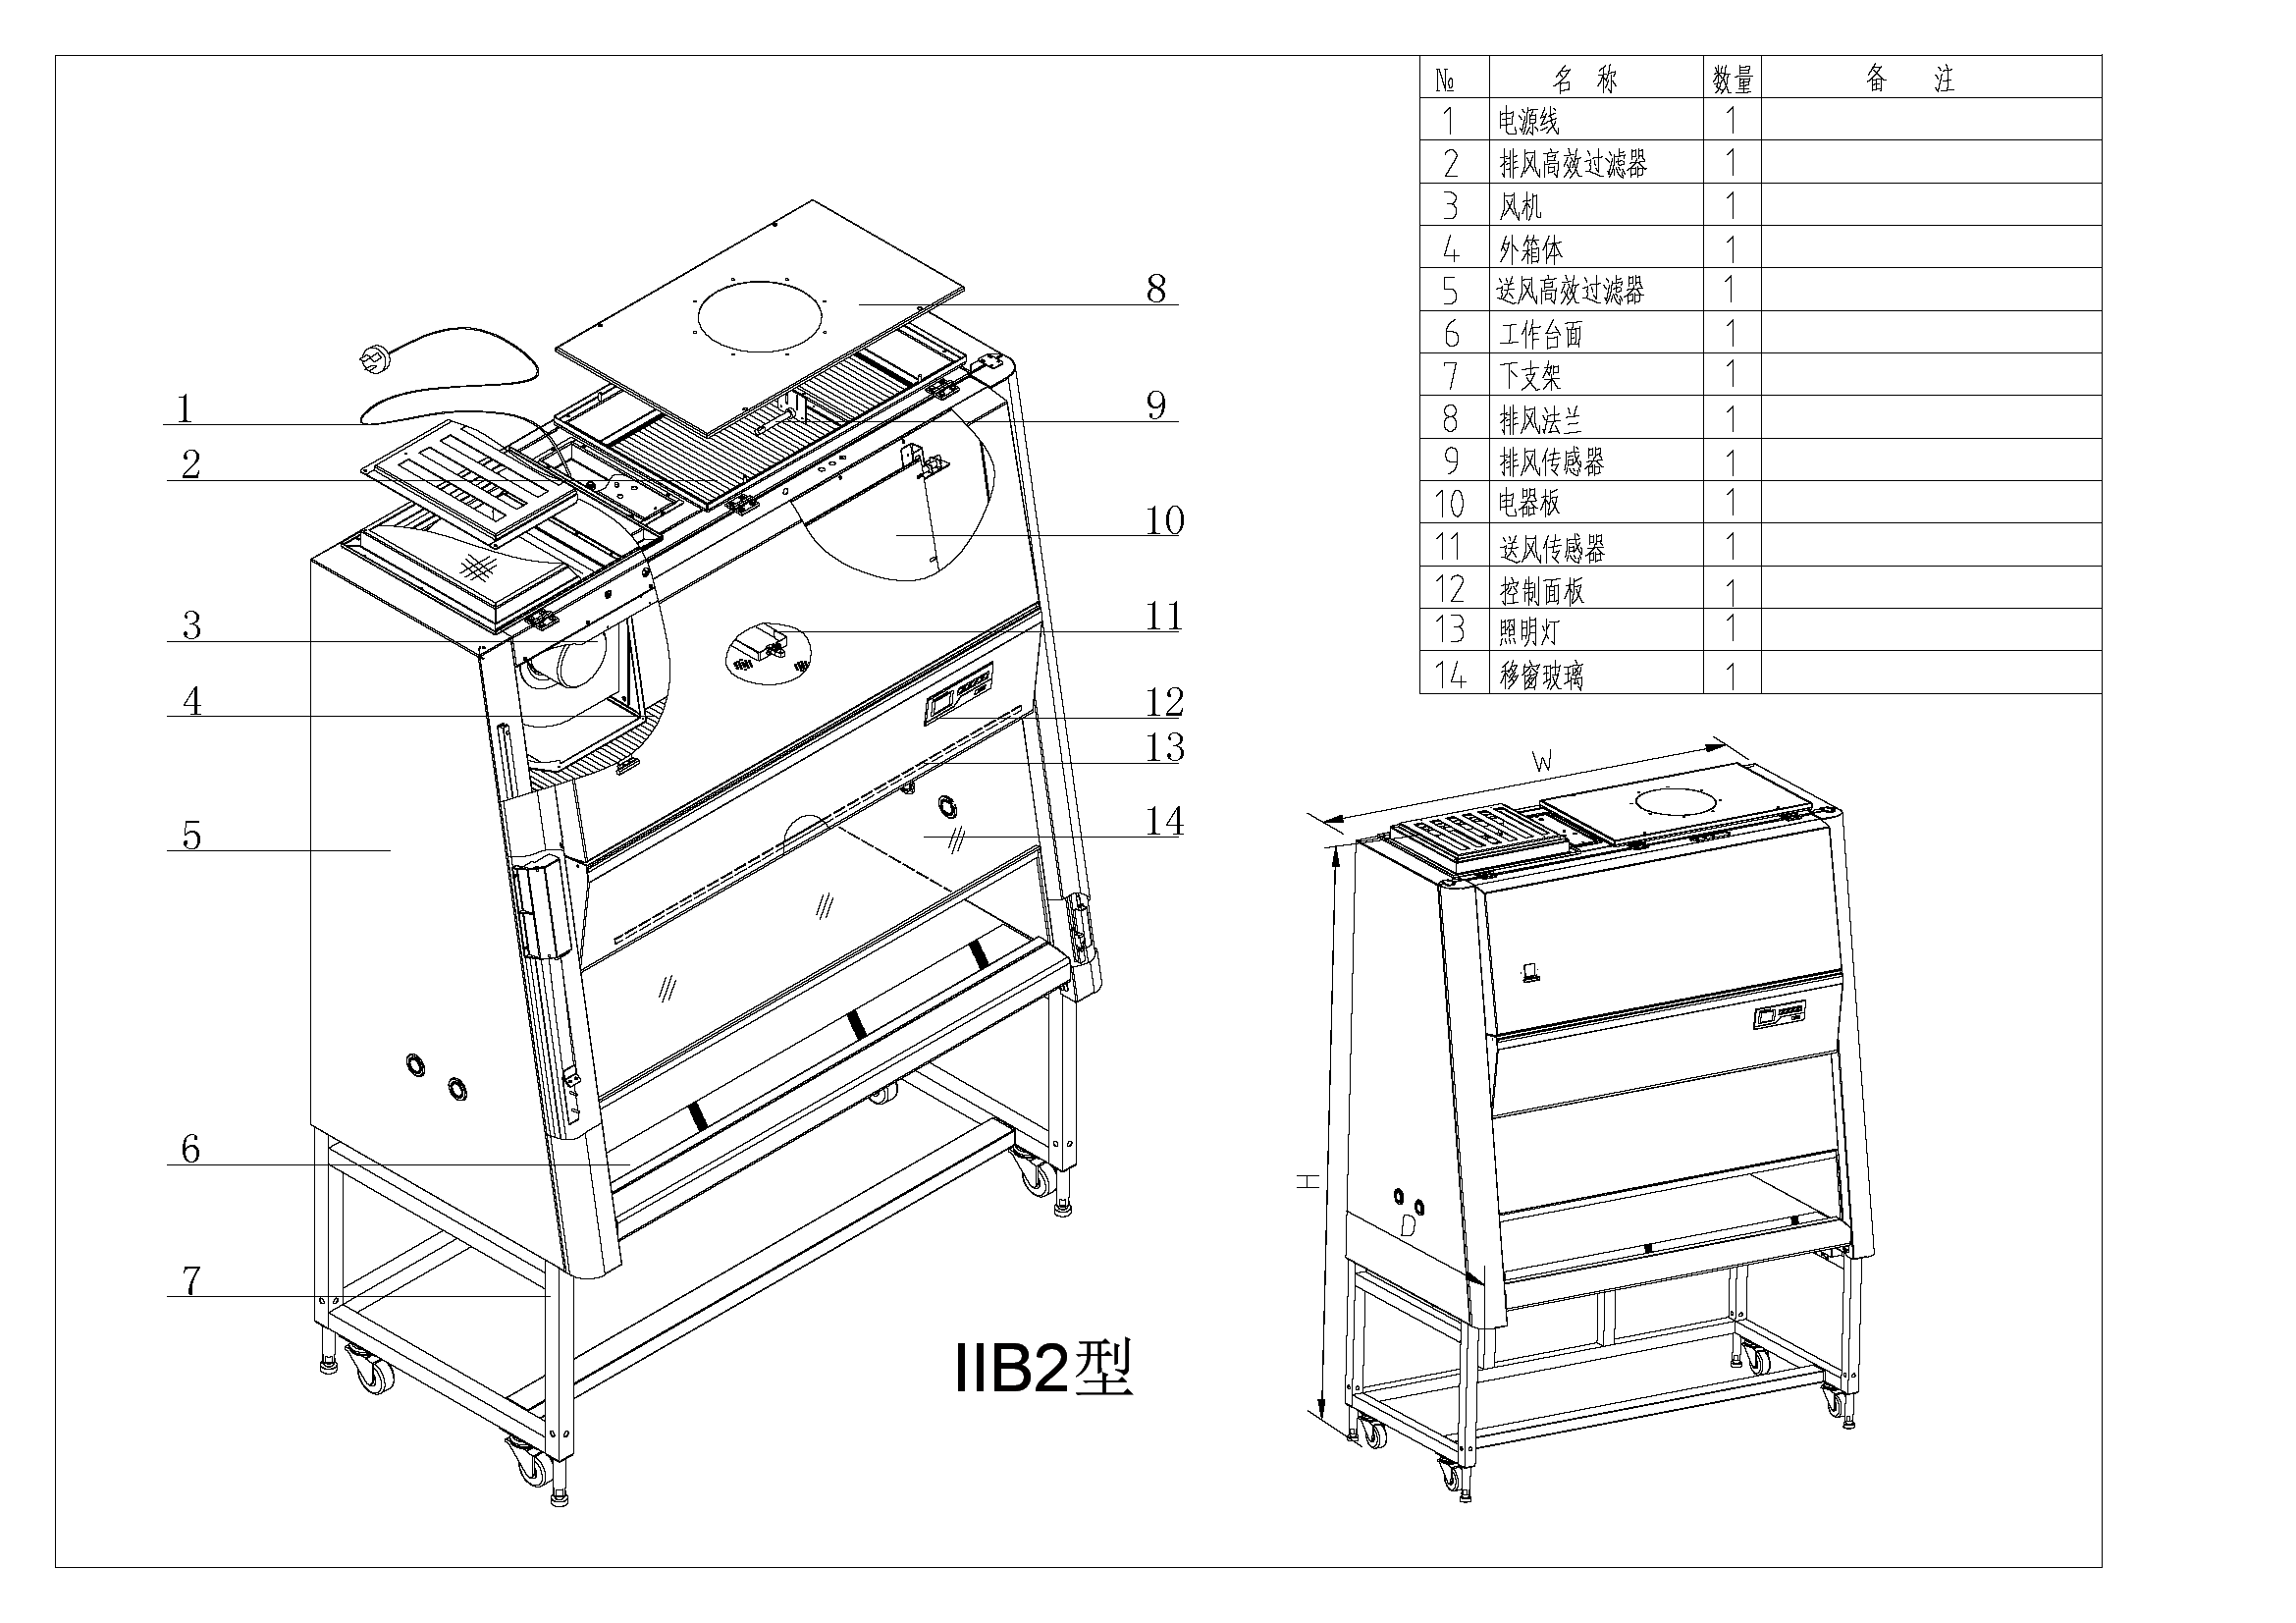 № 名 称 数量 备 注
1 电源线 1
2 排风高效过滤器 1
3 风机 1
4 外箱体 1
5 送风高效过滤器 1
6 工作台面 1
7 下支架 1
8 排风法兰 1
9 排风传感器 1
10 电器板 1
11 送风传感器 1
12 控制面板 1
13 照明灯 1
14 移窗玻璃 1
1
2
3
4
5
6
7
8
9
10
11
12
13
14
IIB2型
W
H
D